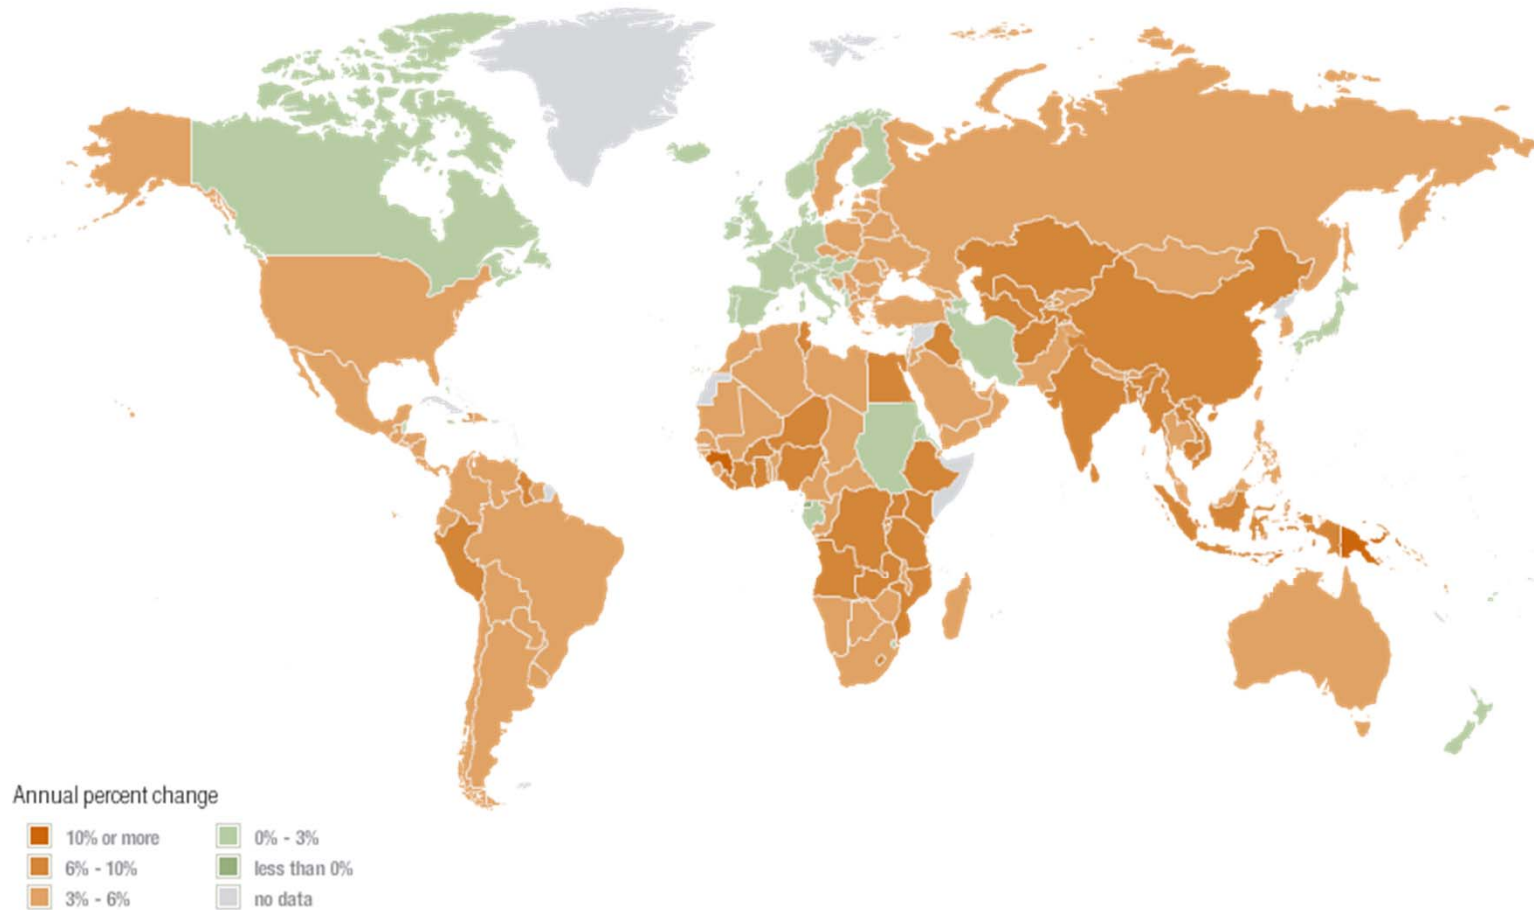 Annual percent change
10% or more
6% - 10%
3% - 6%
0% - 3%
less than 0%
no data